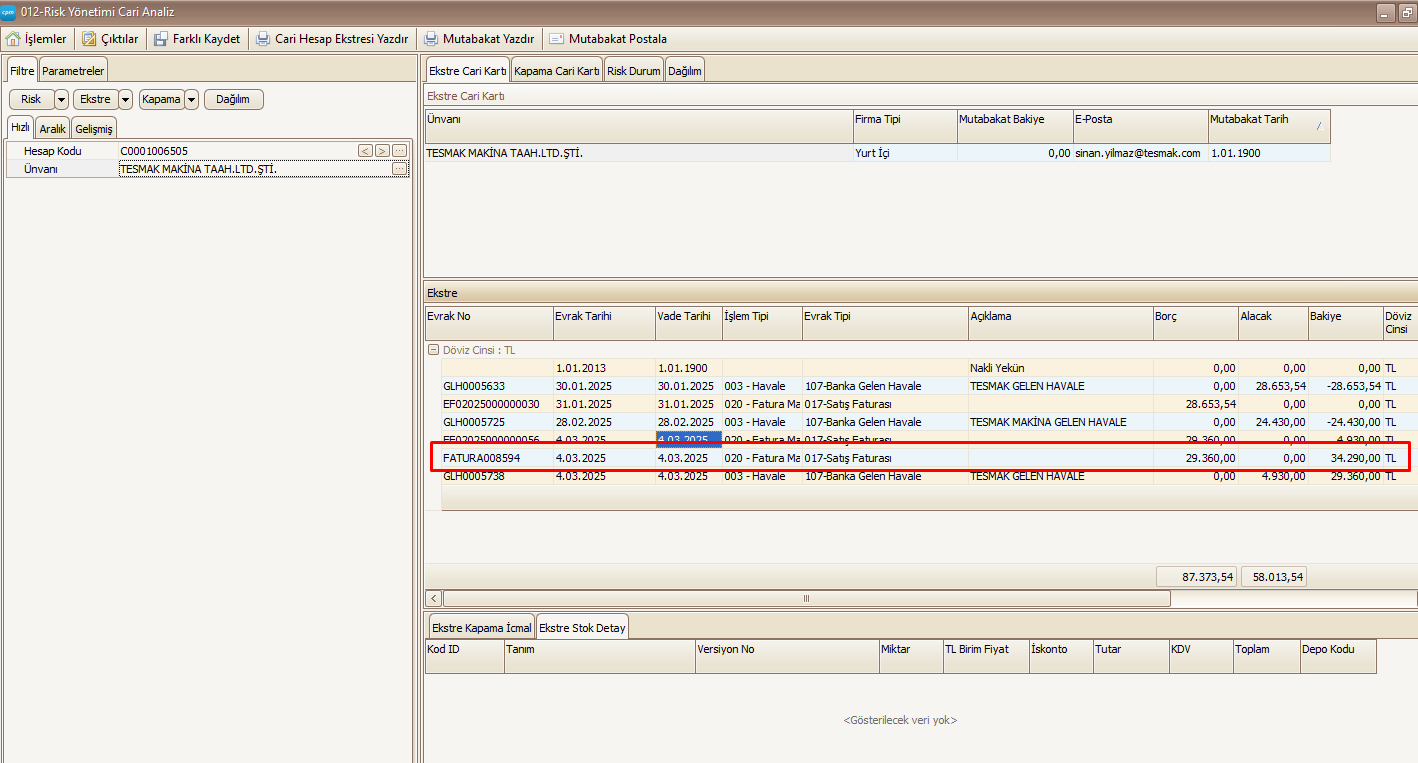 cpm 012-Risk Yönetimi Cari Analiz
İşlemler Çıktılar Farklı Kaydet Cari Hesap Ekstresi Yazdır Mutabakat Yazdır Mutabakat Postala
Filtre Parametreler
Risk Ekstre Kapama Dağılım
Hızlı Aralık Gelişmiş
Hesap Kodu C0001006505
Ünvanı TESMAK MAKİNA TAAH.LTD.ŞTİ.
Ekstre Cari Kartı Kapama Cari Kartı Risk Durum Dağılım
Ekstre Cari Kartı
Ünvanı Firma Tipi Mutabakat Bakiye E-Posta Mutabakat Tarih
TESMAK MAKİNA TAAH.LTD.ŞTİ. Yurt İçi 0,00 sinan.yilmaz@tesmak.com 1.01.1900
Ekstre
Evrak No Evrak Tarihi Vade Tarihi İşlem Tipi Evrak Tipi Açıklama Borç Alacak Bakiye Döviz Cinsi
Döviz Cinsi : TL
1.01.2013 1.01.1900 Nakli Yekün 0,00 0,00 0,00 TL
GLH0005633 30.01.2025 30.01.2025 003 - Havale 107-Banka Gelen Havale TESMAK GELEN HAVALE 0,00 28.653,54 -28.653,54 TL
EF02025000000030 31.01.2025 31.01.2025 020 - Fatura Ma 017-Satış Faturası 28.653,54 0,00 0,00 TL
GLH0005725 28.02.2025 28.02.2025 003 - Havale 107-Banka Gelen Havale TESMAK MAKİNA GELEN HAVALE 0,00 24.430,00 -24.430,00 TL
EF02025000000056 4.03.2025 4.03.2025 020 - Fatura Ma 017-Satış Faturası 29.360,00 0,00 4.930,00 TL
FATURA008594 4.03.2025 4.03.2025 020 - Fatura Ma 017-Satış Faturası 29.360,00 0,00 34.290,00 TL
GLH0005738 4.03.2025 4.03.2025 003 - Havale 107-Banka Gelen Havale TESMAK GELEN HAVALE 0,00 4.930,00 29.360,00 TL
87.373,54 58.013,54
Ekstre Kapama İcmal Ekstre Stok Detay
Kod ID Tanım Versiyon No Miktar TL Birim Fiyat İskonto Tutar KDV Toplam Depo Kodu
<Gösterilecek veri yok>